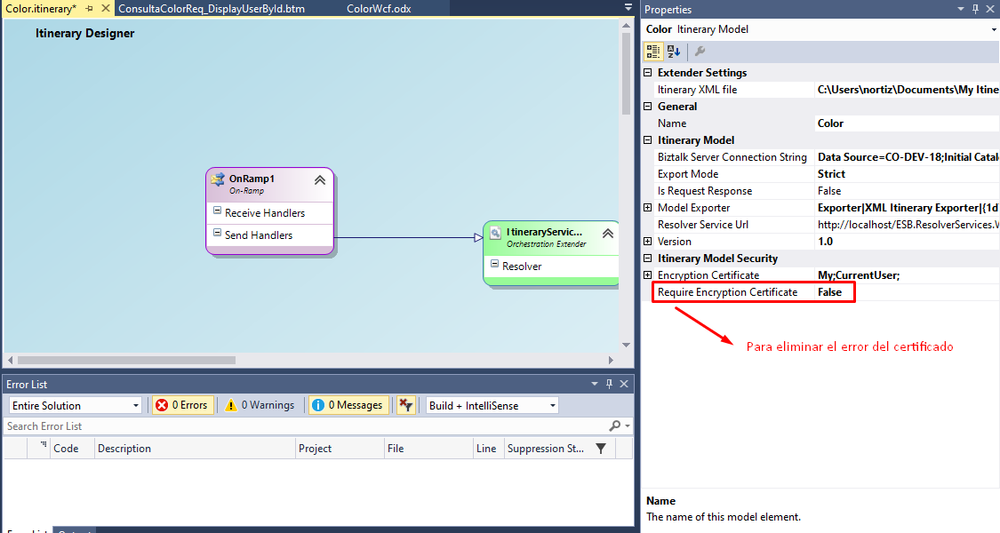 Color.itinerary*
ConsultaColorReq_DisplayUserById.btm
ColorWcf.odx
Itinerary Designer
OnRamp1
On-Ramp
Receive Handlers
Send Handlers
ItineraryServic...
Orchestration Extender
Resolver
Error List
Entire Solution
0 Errors
0 Warnings
0 Messages
Build + IntelliSense
Search Error List
Code Description Project File Line Suppression St...
Properties
Color Itinerary Model
Extender Settings
Itinerary XML file C:\Users\nortiz\Documents\My Itine
General
Name Color
Itinerary Model
Biztalk Server Connection String Data Source=CO-DEV-18;Initial Catal
Export Mode Strict
Is Request Response False
Model Exporter Exporter|XML Itinerary Exporter|{1d
Resolver Service Url http://localhost/ESB.ResolverServices.W
Version 1.0
Itinerary Model Security
Encryption Certificate My;CurrentUser;
Require Encryption Certificate False
Para eliminar el error del certificado
Name
The name of this model element.